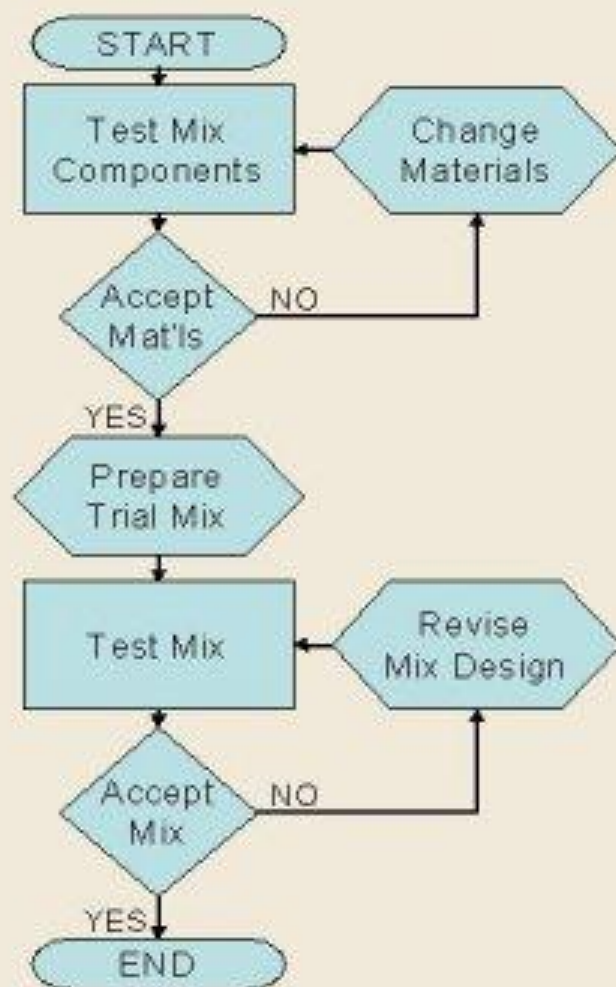 START
Test Mix
Components
Change
Materials
Accept
Mat'ls
NO
YES
Prepare
Trial Mix
Test Mix
Revise
Mix Design
Accept
Mix
NO
YES
END